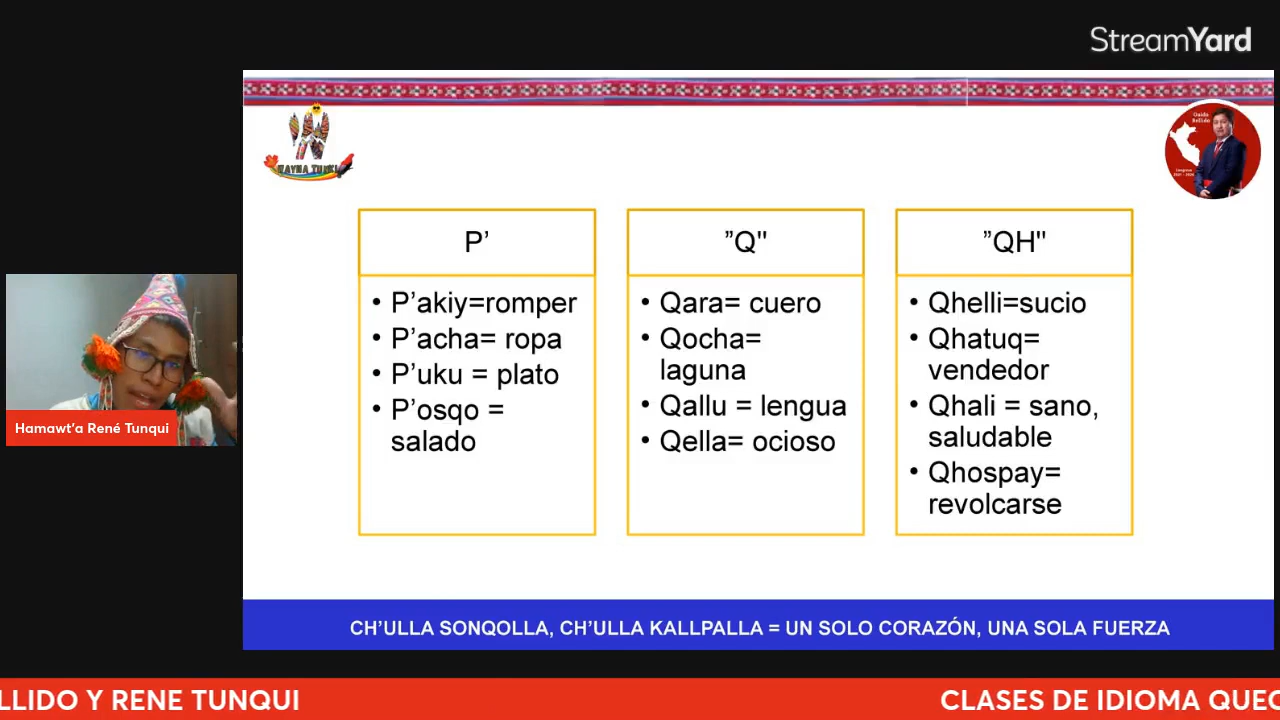 StreamYard
Guido
Bellido
P’
”Q"
”QH"
• P’akiy=romper
• P’acha= ropa
• P’uku = plato
• P’osqo =
salado
• Qara= cuero
• Qocha=
laguna
• Qallu = lengua
• Qella= ocioso
• Qhelli=sucio
• Qhatuq=
vendedor
• Qhali = sano,
saludable
• Qhospay=
revolcarse
Hamawt’a René Tunqui
CH’ULLA SONQOLLA, CH’ULLA KALLPALLA = UN SOLO CORAZÓN, UNA SOLA FUERZA
LLIDO Y RENE TUNQUI
CLASES DE IDIOMA QUEC